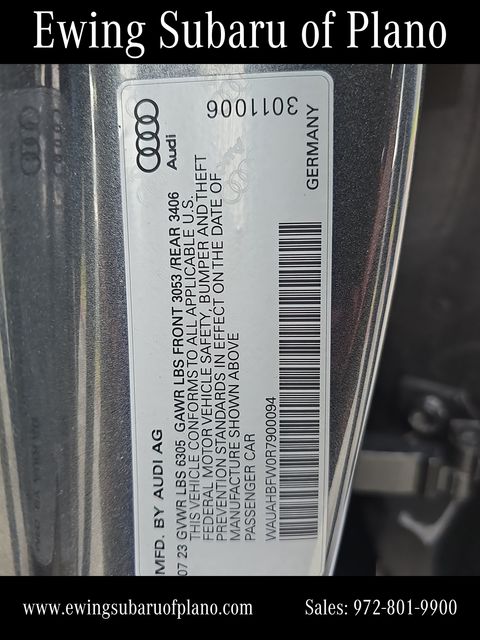 Ewing Subaru of Plano
Audi
3011006
MFD. BY AUDI AG
GERMANY
07 23 GVWR LBS 6305 GAWR LBS FRONT 3053 /REAR 3406
THIS VEHICLE CONFORMS TO ALL APPLICABLE U.S.
FEDERAL MOTOR VEHICLE SAFETY, BUMPER AND THEFT
PREVENTION STANDARDS IN EFFECT ON THE DATE OF
MANUFACTURE SHOWN ABOVE
PASSENGER CAR
WAUAHBFW0R7900094
www.ewingsubaruofplano.com
Sales: 972-801-9900